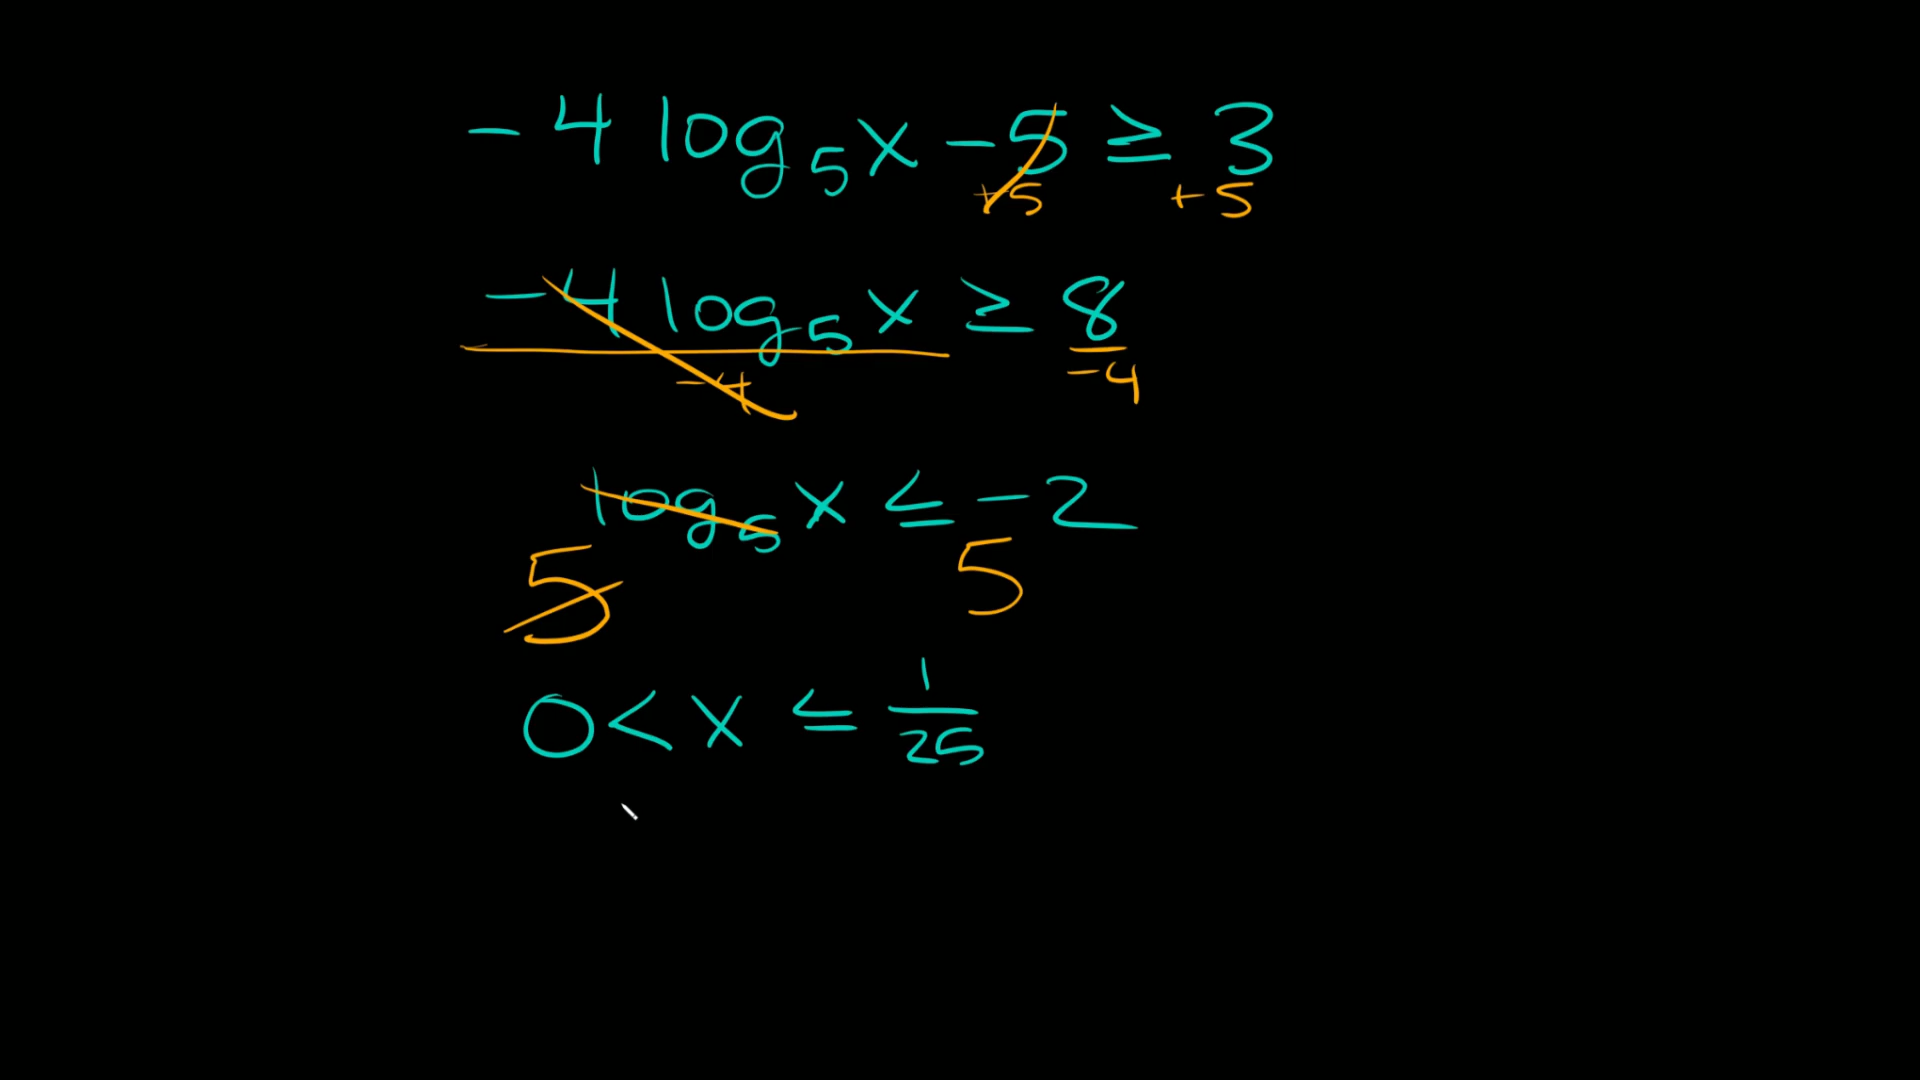 -4 log₅x - 5 ≥ 3
+5 +5
-4 log₅x ≥ 8
-4 -4
log₅x ≤ -2
5 5
0 < x ≤ 1/25